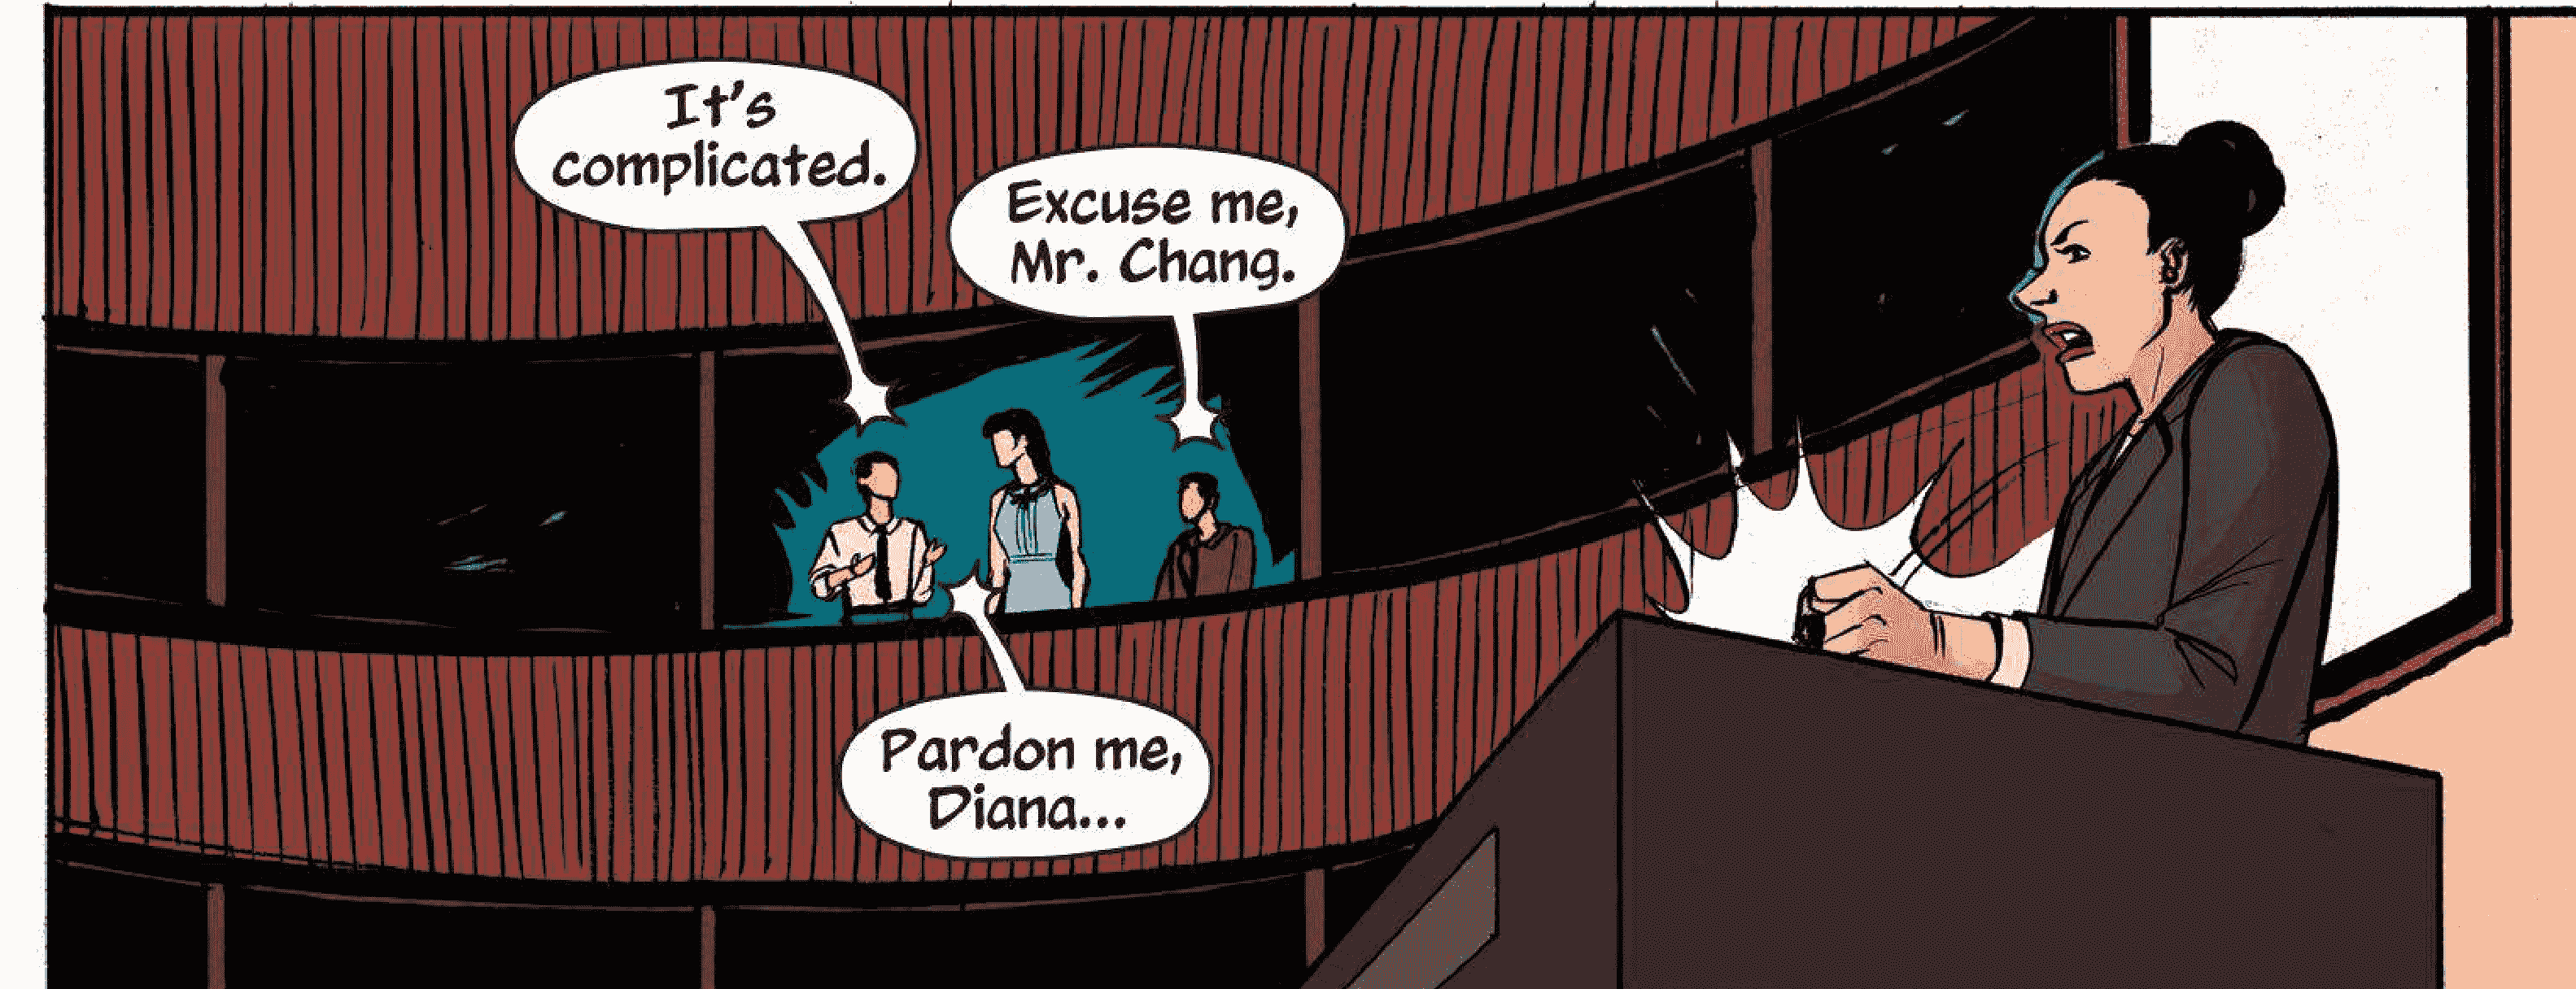 It's
complicated.
Excuse me,
Mr. Chang.
Pardon me,
Diana...